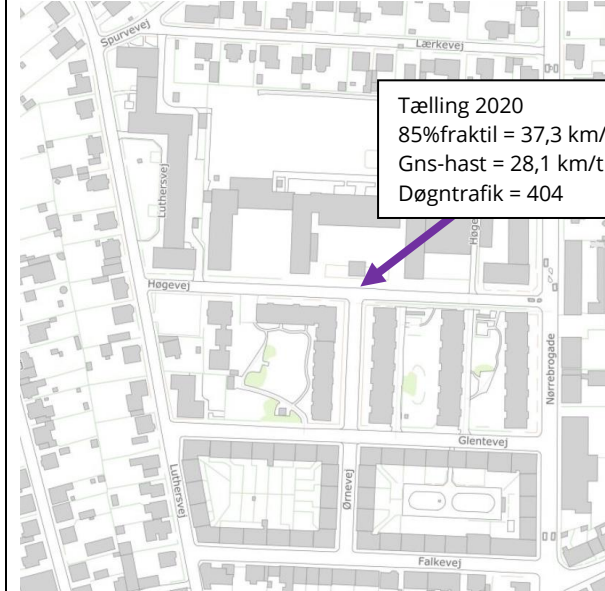 Spurvevej
Lærkevej
Tælling 2020
85%fraktil = 37,3 km/
Gns-hast = 28,1 km/t
Døgntrafik = 404
Luthersvej
Høge
Høgevej
Nørrebrogade
Glentevej
Luthersvej
Ørnevej
Falkevej